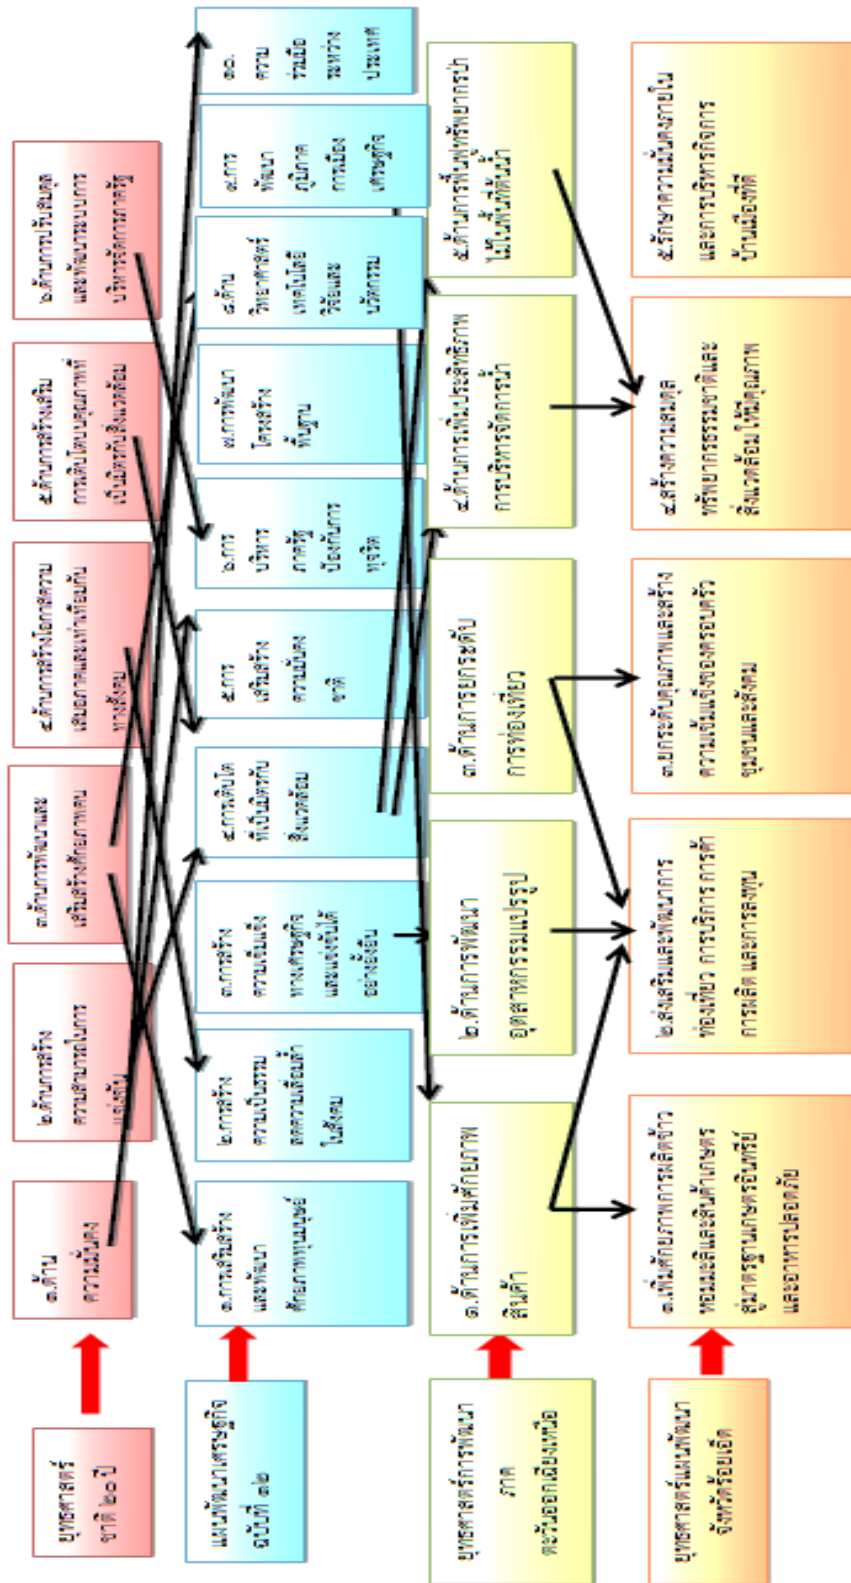 ยุทธศาสตร์
ชาติ ๒๐ ปี
๑.ด้าน
ความมั่นคง
๒.ด้านการสร้าง
ความสามารถในการ
แข่งขัน
๓.ด้านการพัฒนาและ
เสริมสร้างศักยภาพคน
๔.ด้านการสร้างโอกาสความ
เสมอภาคและเท่าเทียมกัน
ทางสังคม
๕.ด้านการสร้างเสริม
การเติบโตบนคุณภาพที่
เป็นมิตรกับสิ่งแวดล้อม
๖.ด้านการปรับสมดุล
และพัฒนาระบบการ
บริหารจัดการภาครัฐ
แผนพัฒนาเศรษฐกิจ
ฉบับที่ ๑๒
๑.การเสริมสร้าง
และพัฒนา
ศักยภาพทุนมนุษย์
๒.การสร้าง
ความเป็นธรรม
ลดความเลื่อมล้ำ
ในสังคม
๓.การสร้าง
ความเข้มแข็ง
ทางเศรษฐกิจ
และแข่งขันได้
อย่างยั่งยืน
๔.การเติบโต
ที่เป็นมิตรกับ
สิ่งแวดล้อม
๕.การ
เสริมสร้าง
ความมั่นคง
ชาติ
๖.การ
บริหาร
ภาครัฐ
ป้องกันการ
ทุจริต
๗.การพัฒนา
โครงสร้าง
พื้นฐาน
๘.ด้าน
วิทยาศาสตร์
เทคโนโลยี
วิจัยและ
นวัตกรรม
๙.การ
พัฒนา
ภูมิภาค
การเมือง
เศรษฐกิจ
๑๐.
ความ
ร่วมมือ
ระหว่าง
ประเทศ
ยุทธศาสตร์การพัฒนา
ภาค
ตะวันออกเฉียงเหนือ
๑.ด้านการเพิ่มศักยภาพ
สินค้า
๒.ด้านการพัฒนา
อุตสาหกรรมแปรรูป
๓.ด้านการยกระดับ
การท่องเที่ยว
๔.ด้านการเพิ่มประสิทธิภาพ
การบริหารจัดการน้ำ
๕.ด้านการฟื้นฟูทรัพยากรป่า
ไม้ในพื้นที่ต้นน้ำ
ยุทธศาสตร์แผนพัฒนา
จังหวัดร้อยเอ็ด
๑.เพิ่มศักยภาพการผลิตข้าว
หอมมะลิและสินค้าเกษตร
สู่มาตรฐานเกษตรอินทรีย์
และอาหารปลอดภัย
๒.ส่งเสริมและพัฒนาการ
ท่องเที่ยว การบริการ การค้า
การผลิต และการลงทุน
๓.ยกระดับคุณภาพและสร้าง
ความเข้มแข็งของครอบครัว
ชุมชนและสังคม
๔.สร้างความสมดุล
ทรัพยากรธรรมชาติและ
สิ่งแวดล้อม ให้มีคุณภาพ
๕.รักษาความมั่นคงภายใน
และการบริหารกิจการ
บ้านเมืองที่ดี